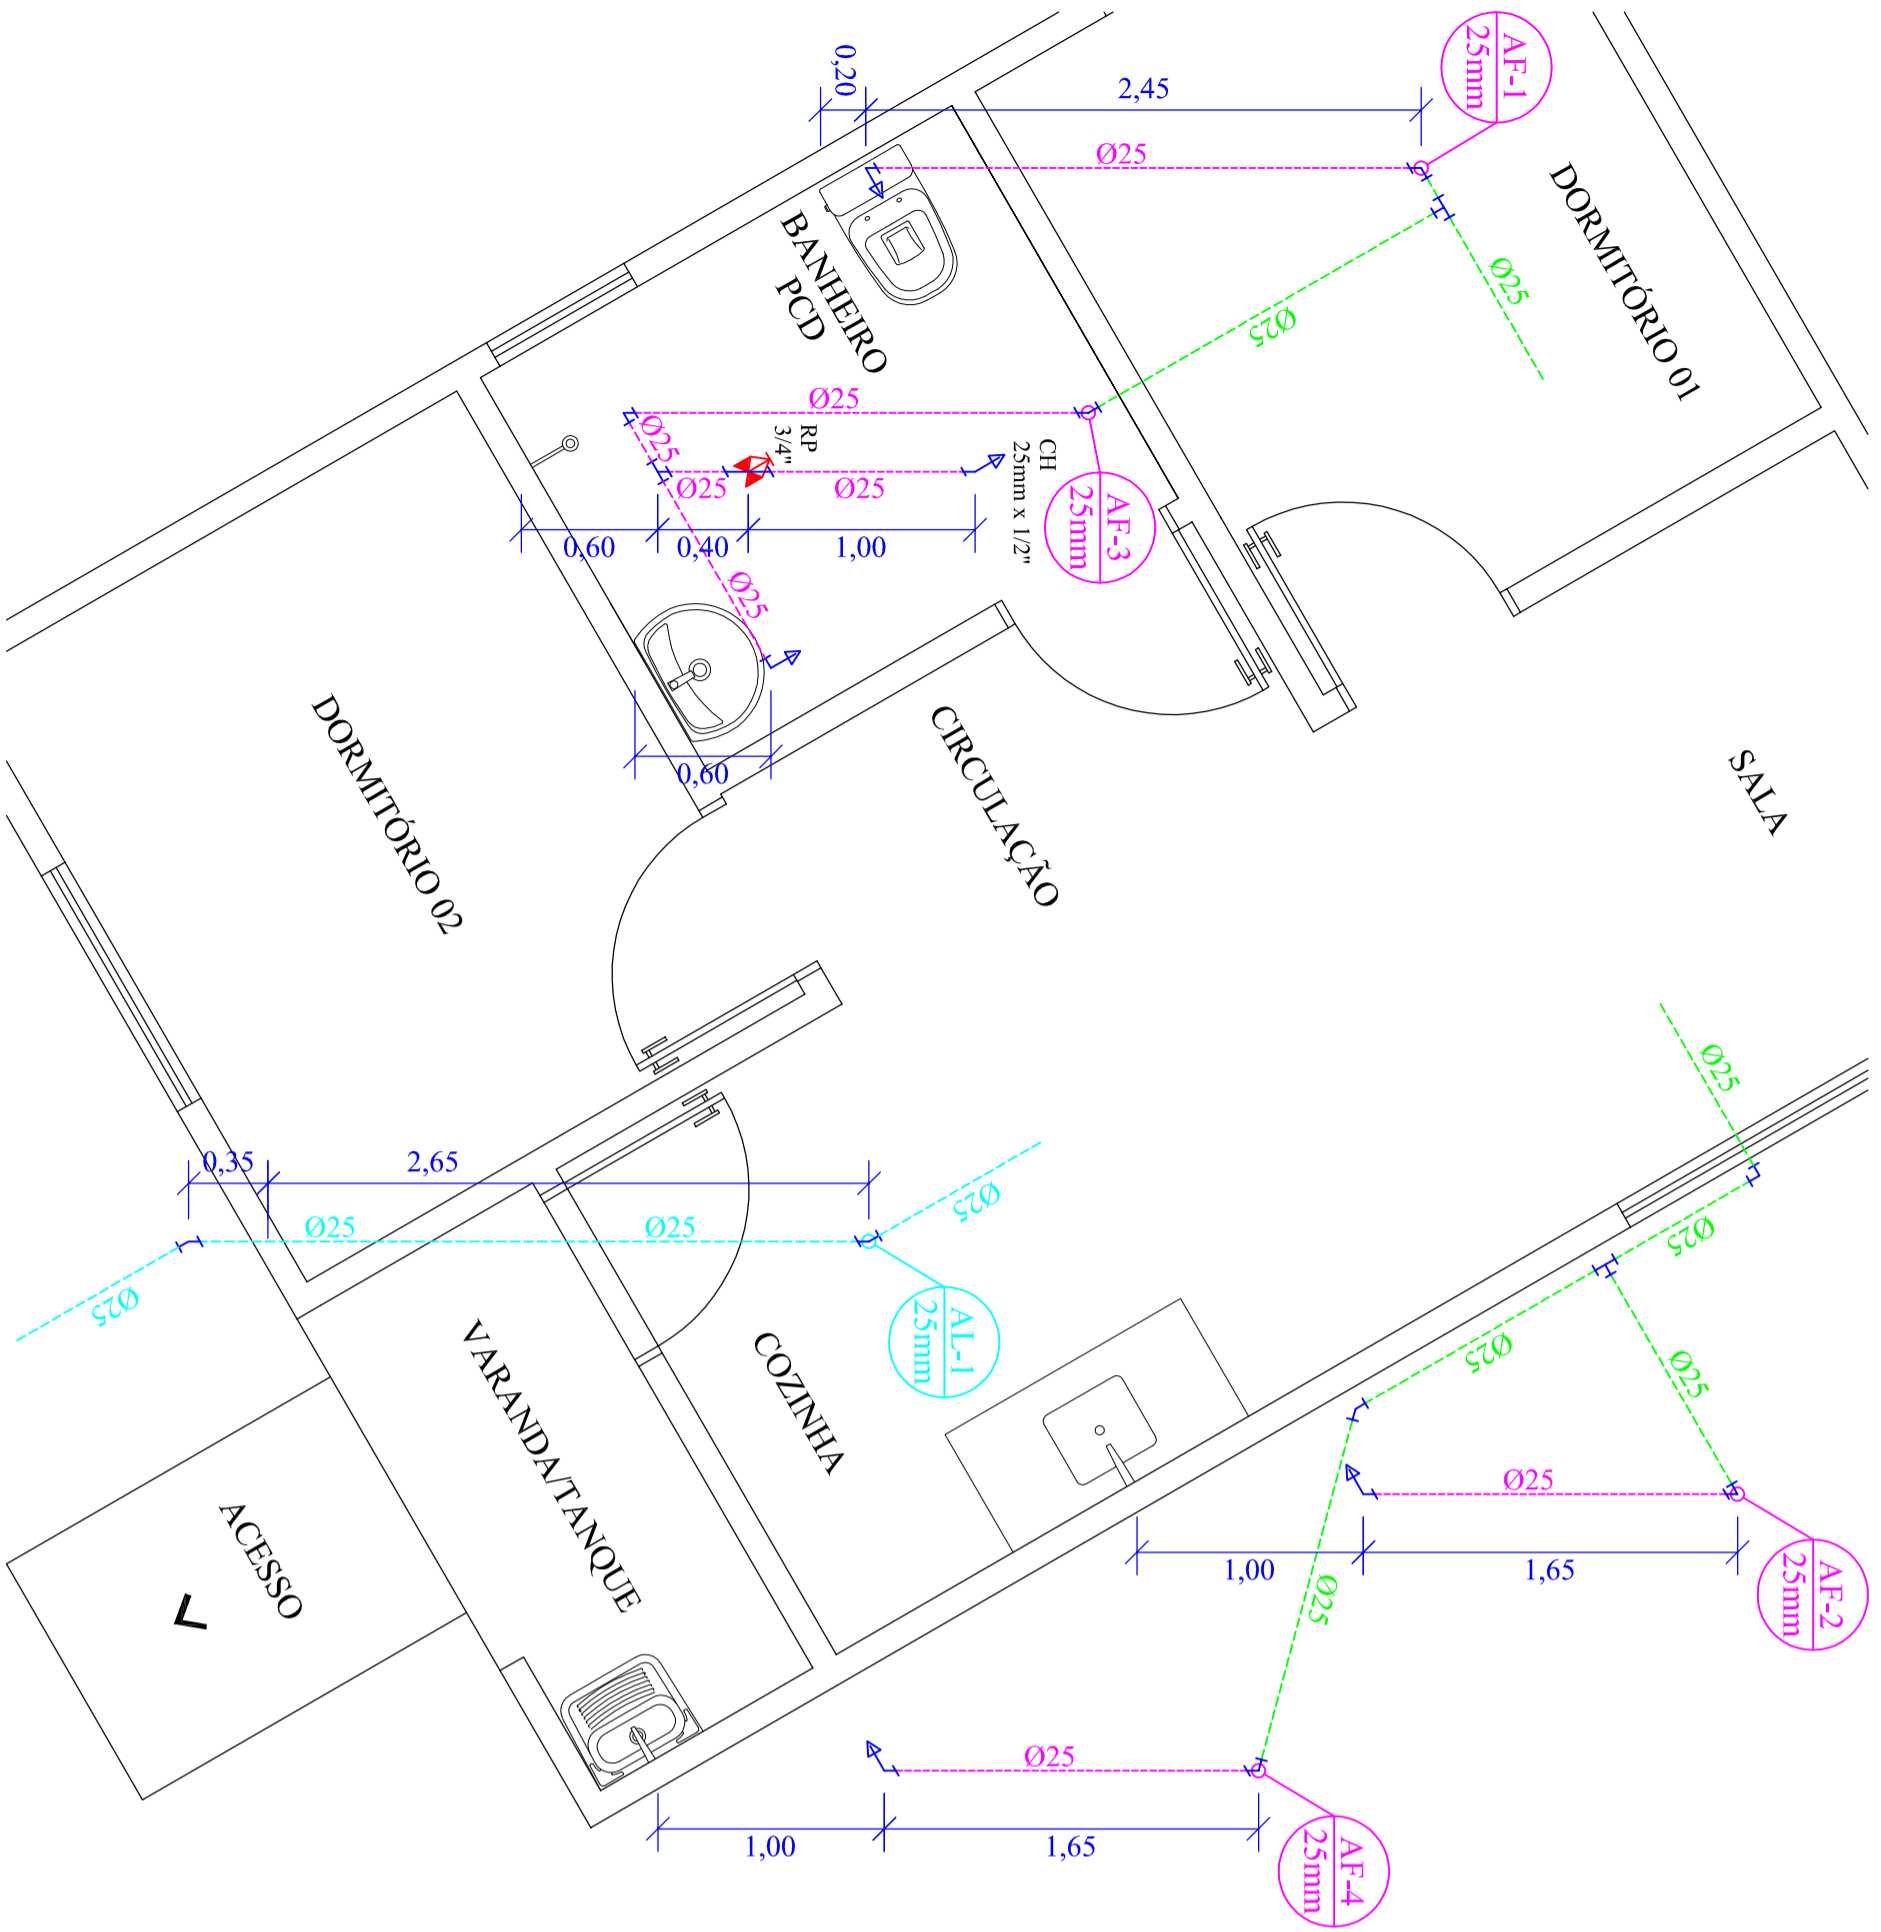 AF-1
25mm
0,20
2,45
Ø25
DORMITÓRIO 01
Ø25
Ø25
BANHEIRO
PCD
Ø25
RP
3/4"
CH
25mm x 1/2"
Ø25
Ø25
Ø25
AF-3
25mm
0,60
0,40
1,00
Ø25
0,60
DORMITÓRIO 02
CIRCULAÇÃO
SALA
Ø25
0,35
2,65
Ø25
Ø25
Ø25
Ø25
Ø25
AL-1
25mm
VARANDA/TANQUE
COZINHA
Ø25
Ø25
Ø25
ACESSO
1,00
1,65
AF-2
25mm
Ø25
Ø25
1,00
1,65
AF-4
25mm